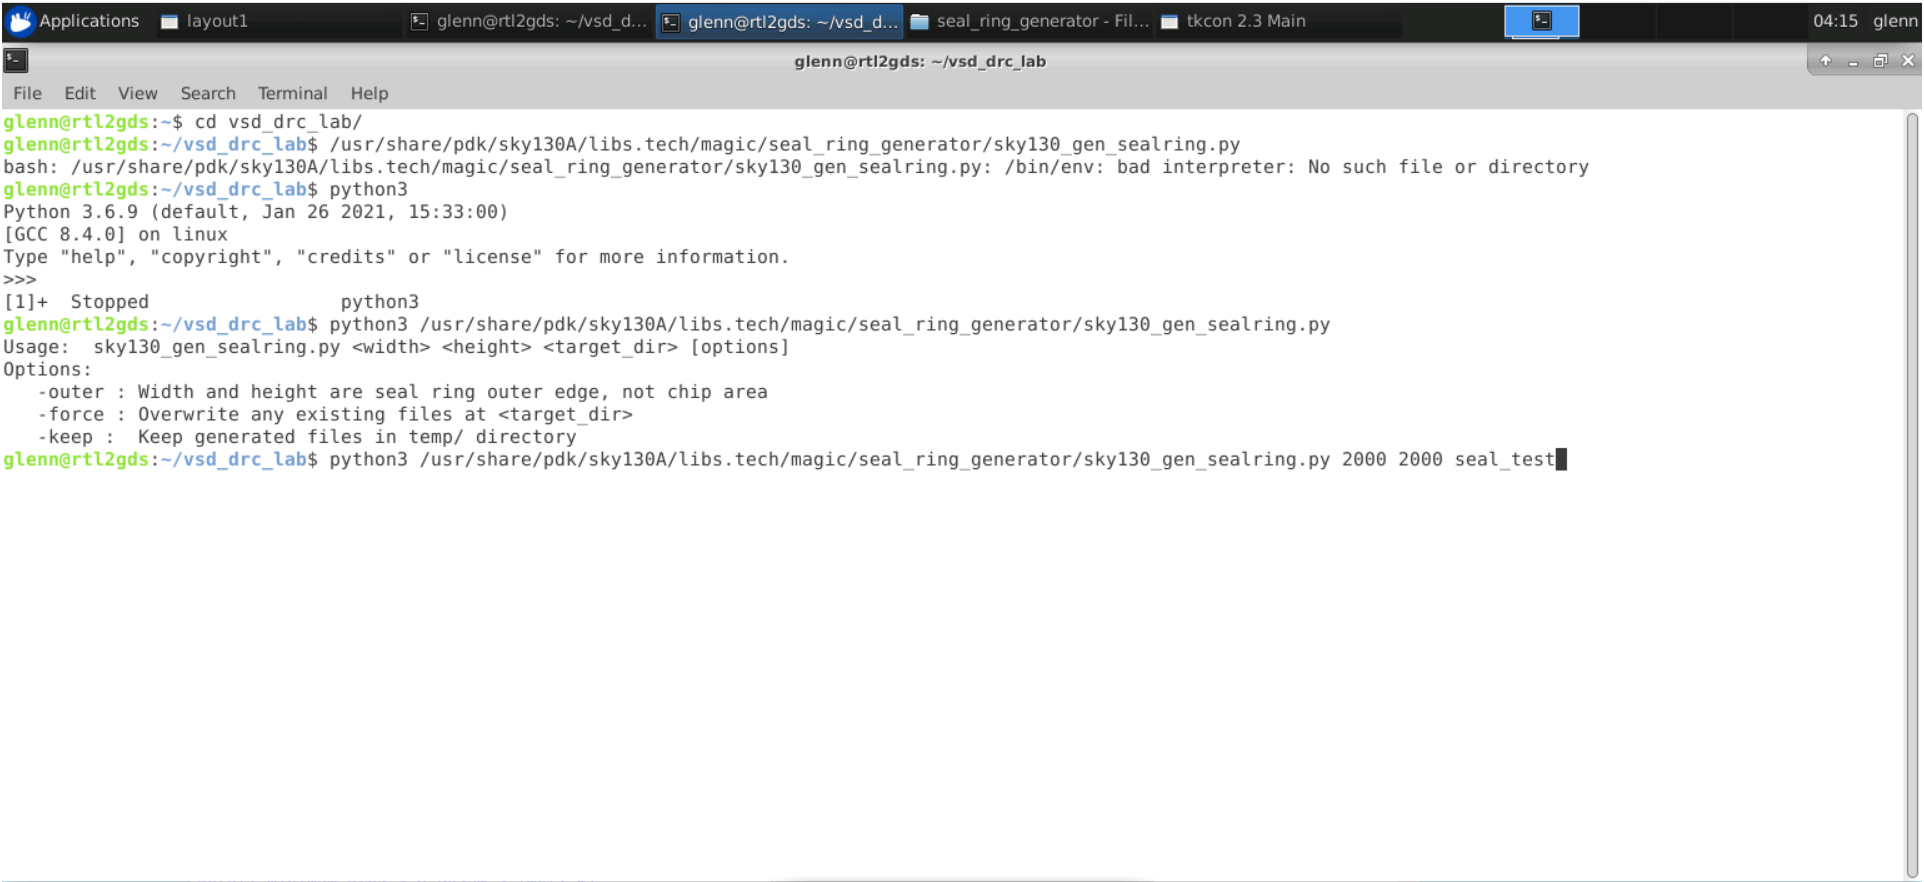 Applications layout1 glenn@rtl2gds: ~/vsd_d... glenn@rtl2gds: ~/vsd_d... seal_ring_generator - Fil... tkcon 2.3 Main 04:15 glenn
glenn@rtl2gds: ~/vsd_drc_lab
File Edit View Search Terminal Help
glenn@rtl2gds:~$ cd vsd_drc_lab/
glenn@rtl2gds:~/vsd_drc_lab$ /usr/share/pdk/sky130A/libs.tech/magic/seal_ring_generator/sky130_gen_sealring.py
bash: /usr/share/pdk/sky130A/libs.tech/magic/seal_ring_generator/sky130_gen_sealring.py: /bin/env: bad interpreter: No such file or directory
glenn@rtl2gds:~/vsd_drc_lab$ python3
Python 3.6.9 (default, Jan 26 2021, 15:33:00)
[GCC 8.4.0] on linux
Type "help", "copyright", "credits" or "license" for more information.
>>>
[1]+  Stopped                 python3
glenn@rtl2gds:~/vsd_drc_lab$ python3 /usr/share/pdk/sky130A/libs.tech/magic/seal_ring_generator/sky130_gen_sealring.py
Usage:  sky130_gen_sealring.py <width> <height> <target_dir> [options]
Options:
   -outer : Width and height are seal ring outer edge, not chip area
   -force : Overwrite any existing files at <target_dir>
   -keep :  Keep generated files in temp/ directory
glenn@rtl2gds:~/vsd_drc_lab$ python3 /usr/share/pdk/sky130A/libs.tech/magic/seal_ring_generator/sky130_gen_sealring.py 2000 2000 seal_test